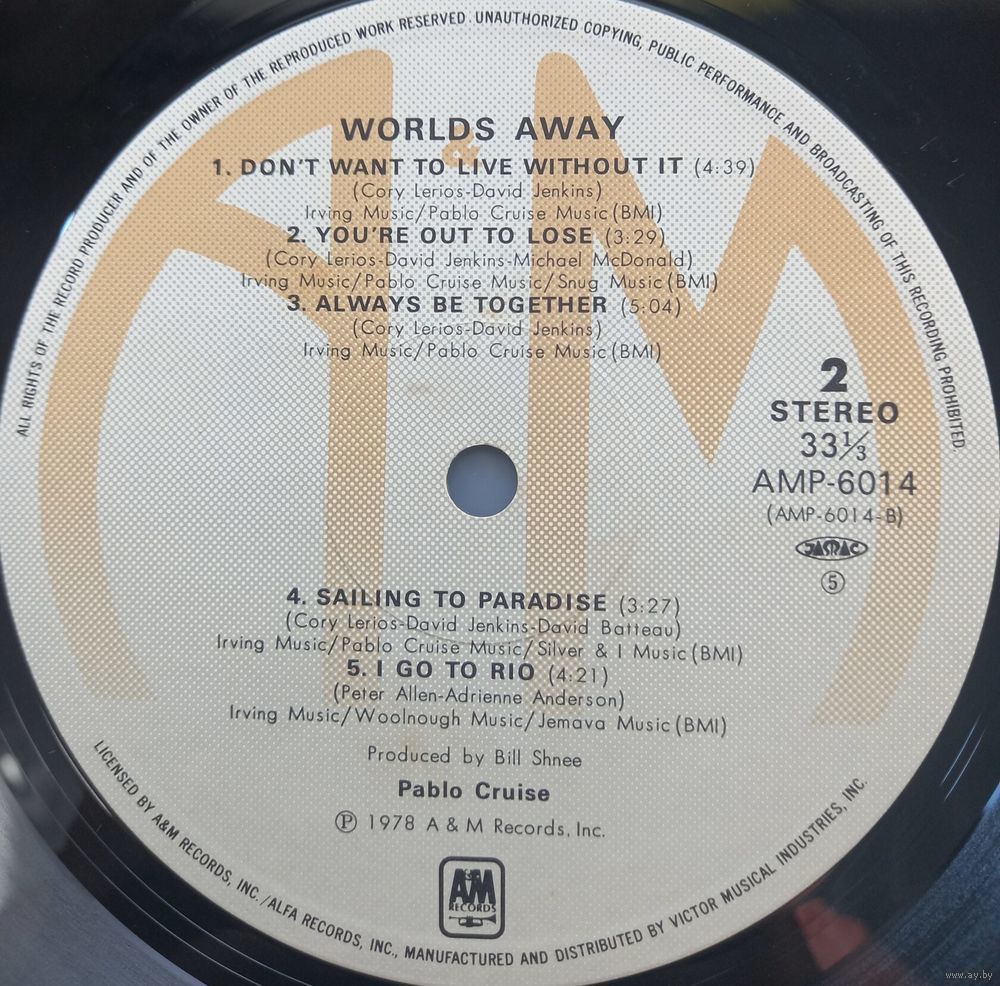 ALL RIGHTS OF THE RECORD PRODUCER AND OF THE OWNER OF THE REPRODUCED WORK RESERVED. UNAUTHORIZED COPYING, PUBLIC PERFORMANCE AND BROADCASTING OF THIS RECORDING PROHIBITED.
WORLDS AWAY
1. DON'T WANT TO LIVE WITHOUT IT (4:39)
(Cory Lerios-David Jenkins)
Irving Music/Pablo Cruise Music(BMI)
2. YOU'RE OUT TO LOSE (3:29)
(Cory Lerios-David Jenkins-Michael McDonald)
Irving Music/Pablo Cruise Music/Snug Music(BMI)
3. ALWAYS BE TOGETHER (5:04)
(Cory Lerios-David Jenkins)
Irving Music/Pablo Cruise Music(BMI)
2
STEREO
33⅓
AMP-6014
(AMP-6014-B)
JASRAC
⑤
4. SAILING TO PARADISE (3:27)
(Cory Lerios-David Jenkins-David Batteau)
Irving Music/Pablo Cruise Music/Silver & I Music(BMI)
5. I GO TO RIO (4:21)
(Peter Allen-Adrienne Anderson)
Irving Music/Woolnough Music/Jemava Music(BMI)
Produced by Bill Shnee
Pablo Cruise
Ⓟ 1978 A & M Records, Inc.
A&M
RECORDS
LICENSED BY A&M RECORDS, INC./ALFA RECORDS, INC., MANUFACTURED AND DISTRIBUTED BY VICTOR MUSICAL INDUSTRIES, INC.
www.ay.by